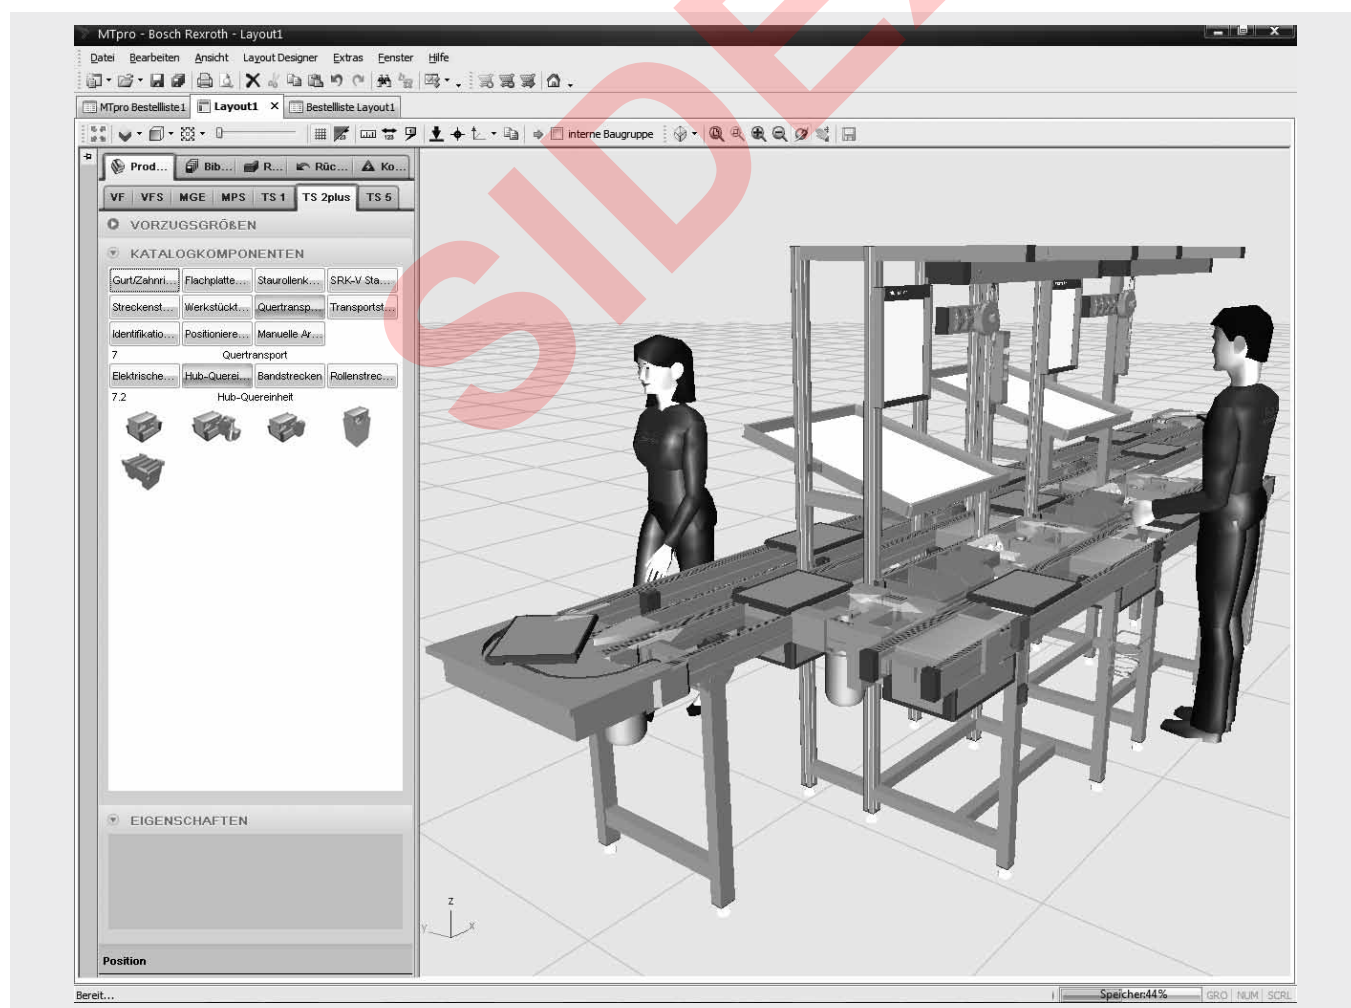 MTpro - Bosch Rexroth - Layout1
Datei Bearbeiten Ansicht Layout Designer Extras Fenster Hilfe
MTpro Bestellliste1 Layout1 X Bestellliste Layout1
interne Baugruppe
Prod... Bib... R... Rüc... Ko...
VF VFS MGE MPS TS 1 TS 2plus TS 5
VORZUGSGRÖßEN
KATALOGKOMPONENTEN
Gurt/Zahnri... Flachplatte... Staurollenk... SRK-V Sta...
Streckenst... Werkstückt... Quertransp... Transportst...
Identifikatio... Positioniere... Manuelle Ar...
7 Quertransport
Elektrische... Hub-Querei... Bandstrecken Rollenstrec...
7.2 Hub-Quereinheit
EIGENSCHAFTEN
Position
z
y x
Bereit... Speicher:44% GRO NUM SCRL
SIDE